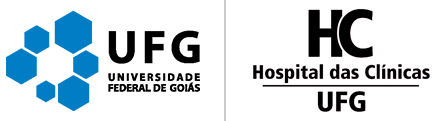 UFG
UNIVERSIDADE
FEDERAL DE GOIÁS
HC
Hospital das Clínicas
UFG